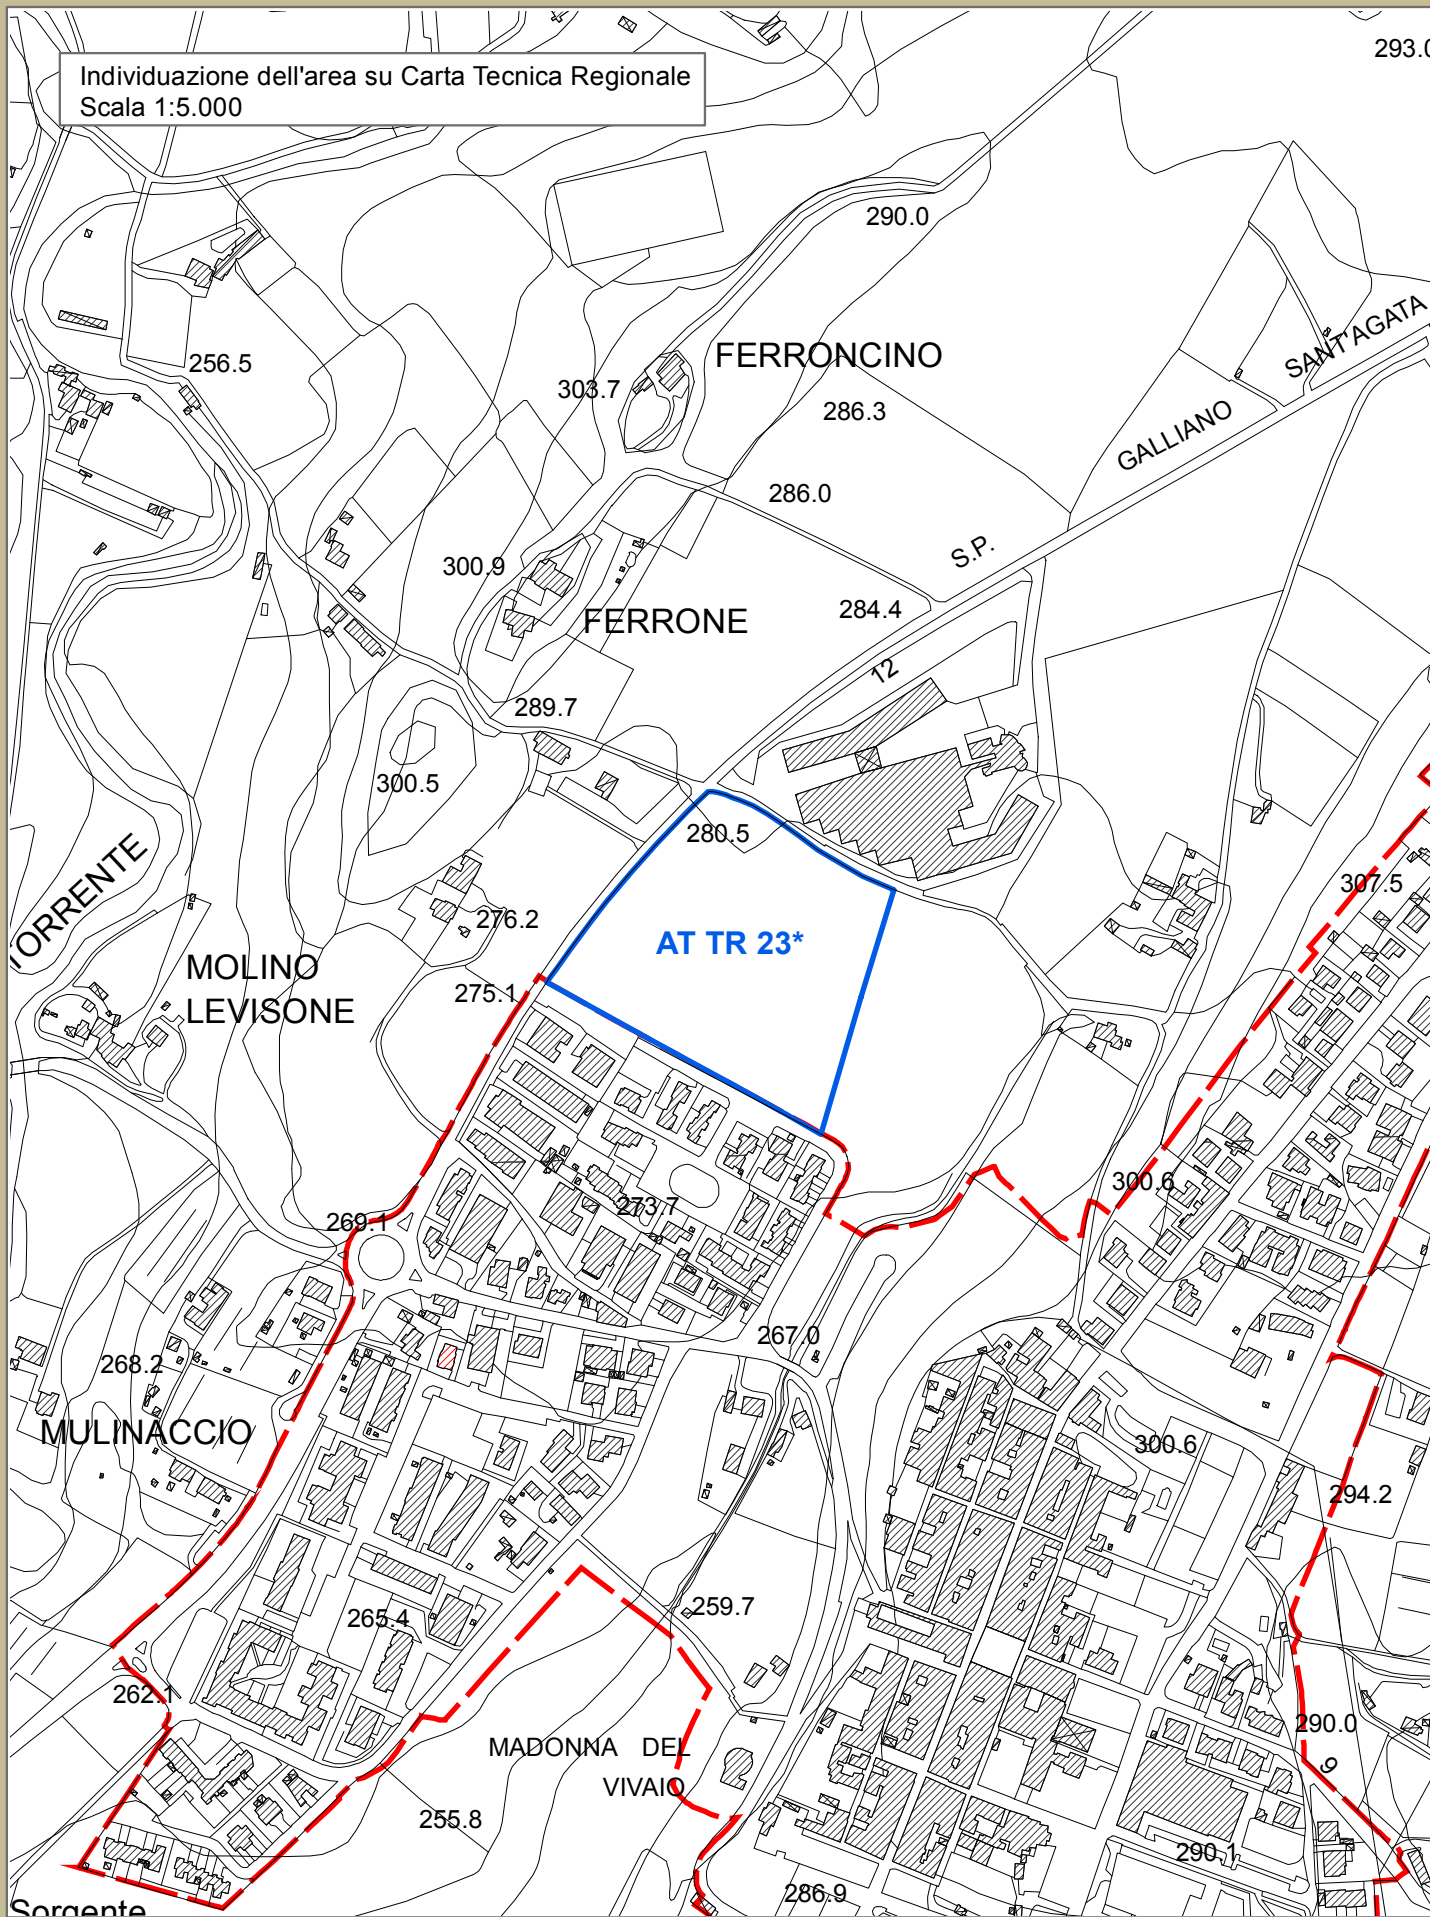 Individuazione dell'area su Carta Tecnica Regionale
Scala 1:5.000
293.0
290.0
SANT'AGATA
256.5
FERRONCINO
303.7
286.3
GALLIANO
286.0
S.P.
300.9
284.4
FERRONE
12
289.7
300.5
280.5
TORRENTE
307.5
276.2
AT TR 23*
MOLINO
LEVISONE
275.1
300.6
273.7
269.1
267.0
268.2
MULINACCIO
300.6
294.2
259.7
265.4
262.1
290.0
MADONNA DEL
VIVAIO
9
255.8
290.1
286.9
Sorgente